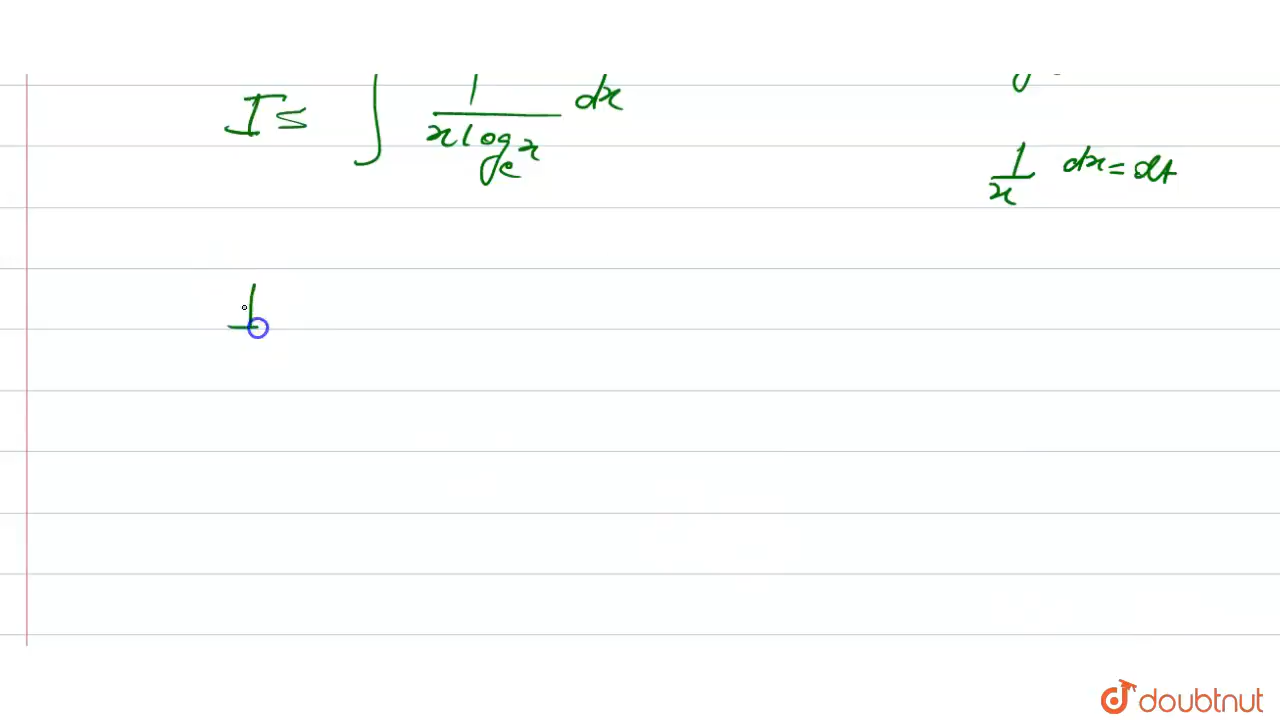 I = ∫ 1/(x log_e x) dx
1/x dx = dt
I
doubtnut